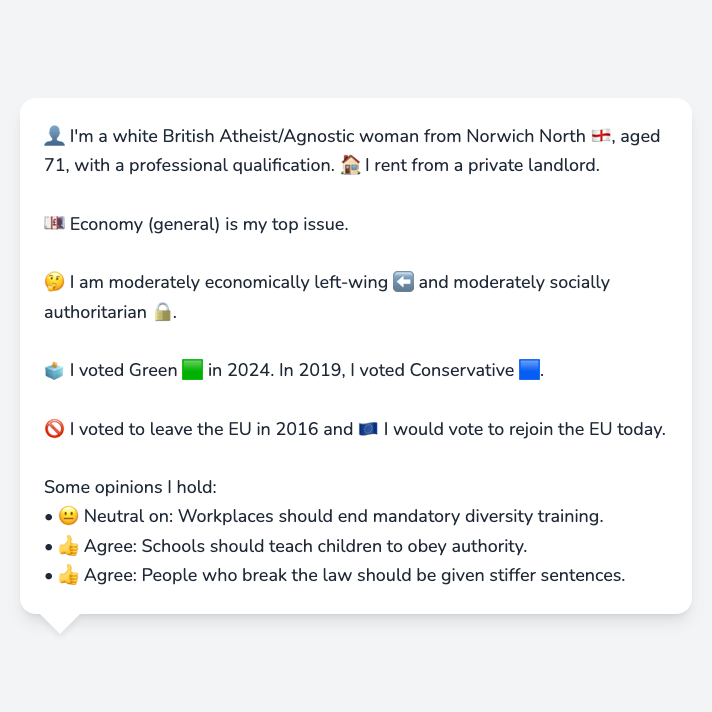 👤 I'm a white British Atheist/Agnostic woman from Norwich North 🏴󠁧󠁢󠁥󠁮󠁧󠁿, aged
71, with a professional qualification. 🏠 I rent from a private landlord.
💷 Economy (general) is my top issue.
🤔 I am moderately economically left-wing ⬅️ and moderately socially
authoritarian 🔒.
🗳️ I voted Green 🟩 in 2024. In 2019, I voted Conservative 🟦.
🚫 I voted to leave the EU in 2016 and 🇪🇺 I would vote to rejoin the EU today.
Some opinions I hold:
• 😐 Neutral on: Workplaces should end mandatory diversity training.
• 👍 Agree: Schools should teach children to obey authority.
• 👍 Agree: People who break the law should be given stiffer sentences.